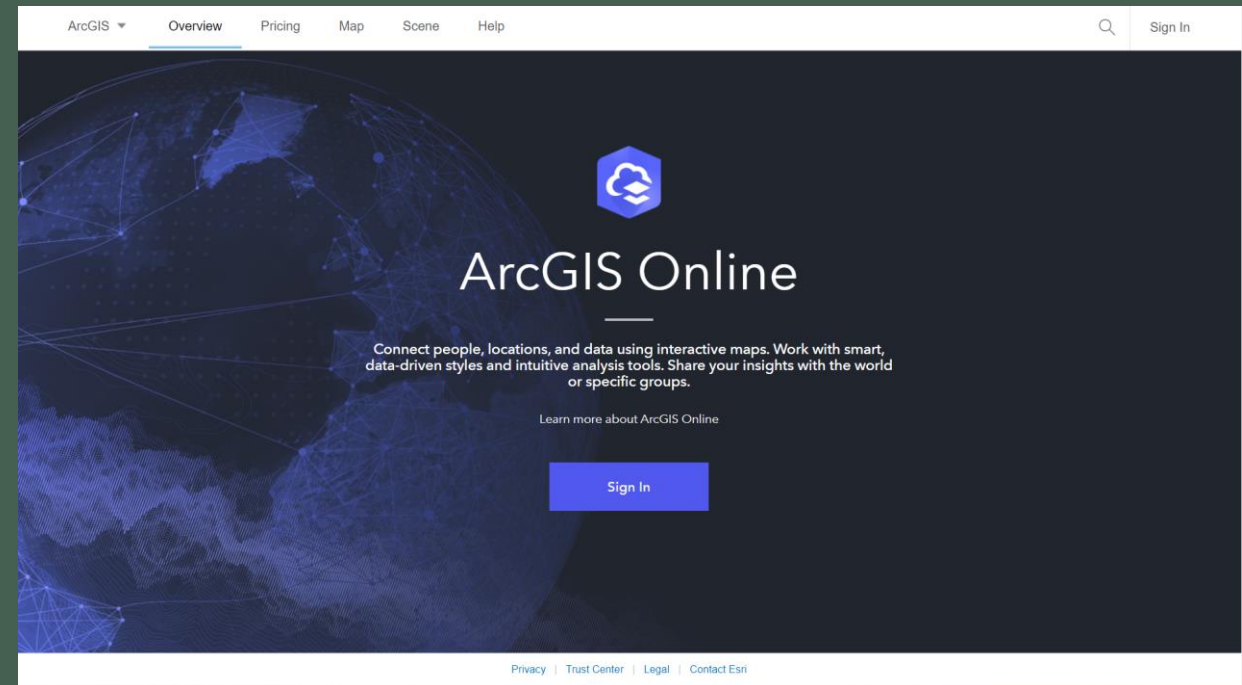 ArcGIS Overview Pricing Map Scene Help Sign In
ArcGIS Online
Connect people, locations, and data using interactive maps. Work with smart,
data-driven styles and intuitive analysis tools. Share your insights with the world
or specific groups.
Learn more about ArcGIS Online
Sign In
Privacy | Trust Center | Legal | Contact Esri